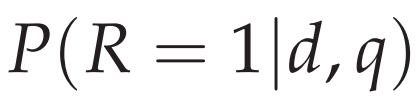 P(R = 1|d, q)